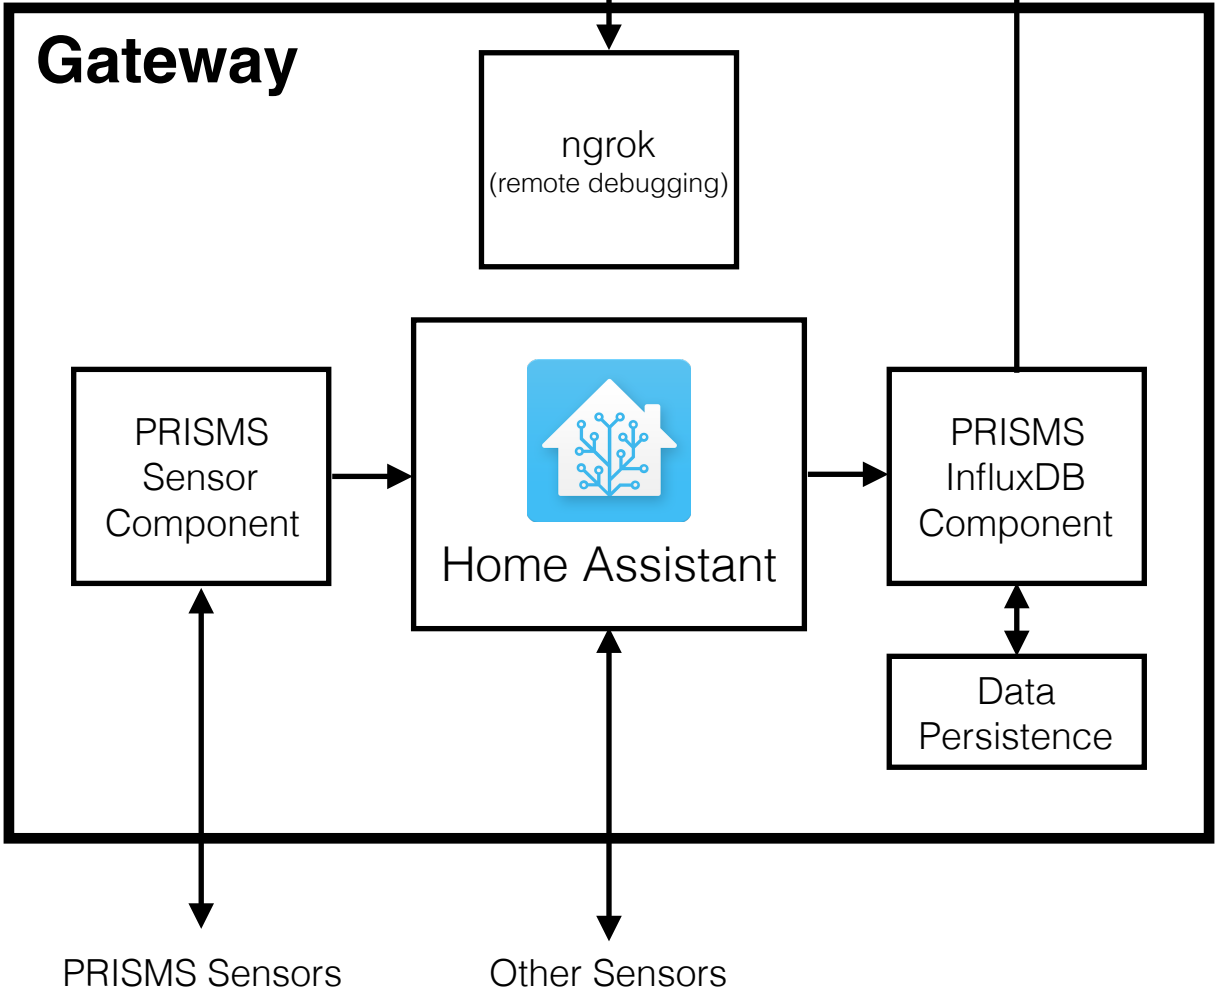 Gateway
ngrok
(remote debugging)
PRISMS
Sensor
Component
Home Assistant
PRISMS
InfluxDB
Component
Data
Persistence
PRISMS Sensors
Other Sensors